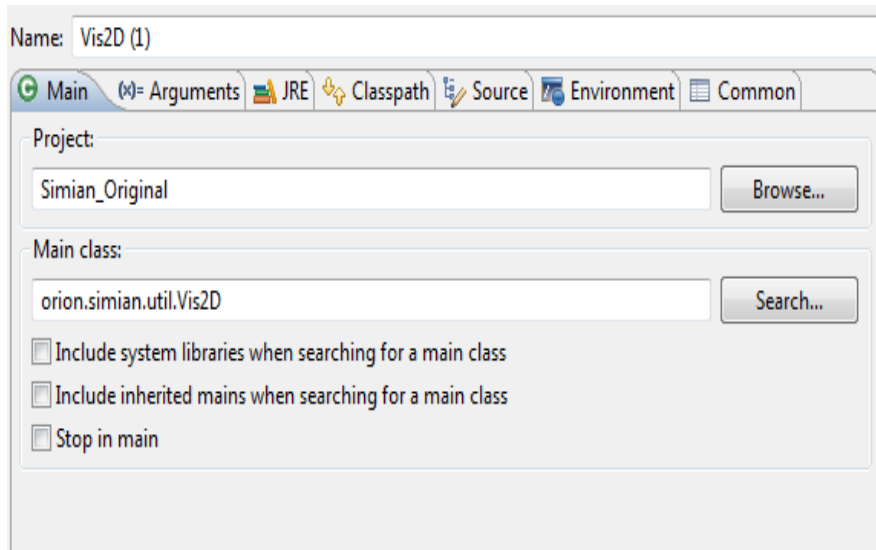 Name: Vis2D (1)
Main (x)= Arguments JRE Classpath Source Environment Common
Project:
Simian_Original Browse...
Main class:
orion.simian.util.Vis2D Search...
Include system libraries when searching for a main class
Include inherited mains when searching for a main class
Stop in main